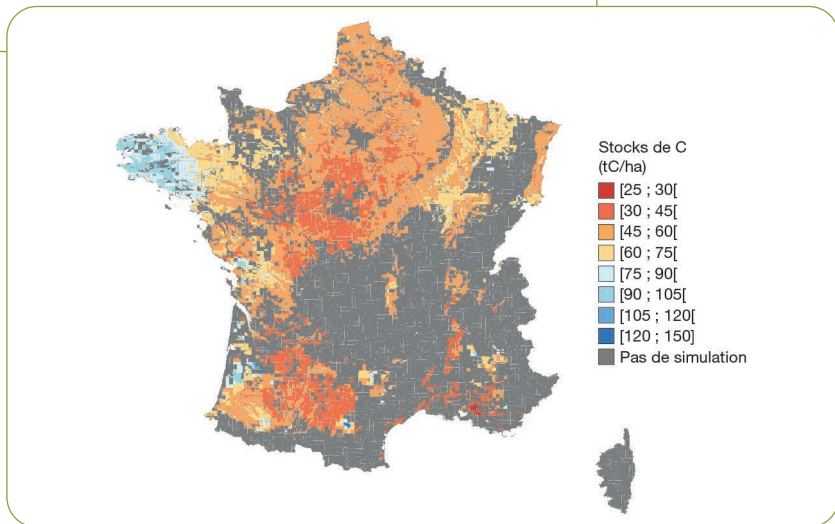 Stocks de C
(tC/ha)
[25 ; 30[
[30 ; 45[
[45 ; 60[
[60 ; 75[
[75 ; 90[
[90 ; 105[
[105 ; 120[
[120 ; 150]
Pas de simulation